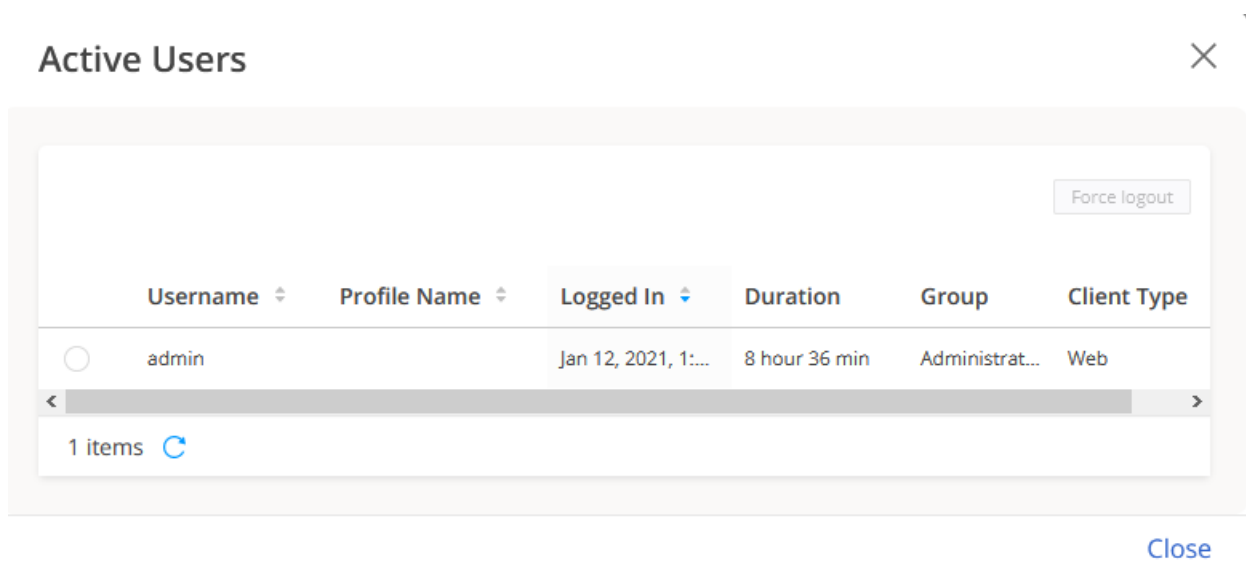 Active Users
Force logout
Username Profile Name Logged In Duration Group Client Type
admin Jan 12, 2021, 1:... 8 hour 36 min Administrat... Web
1 items
Close